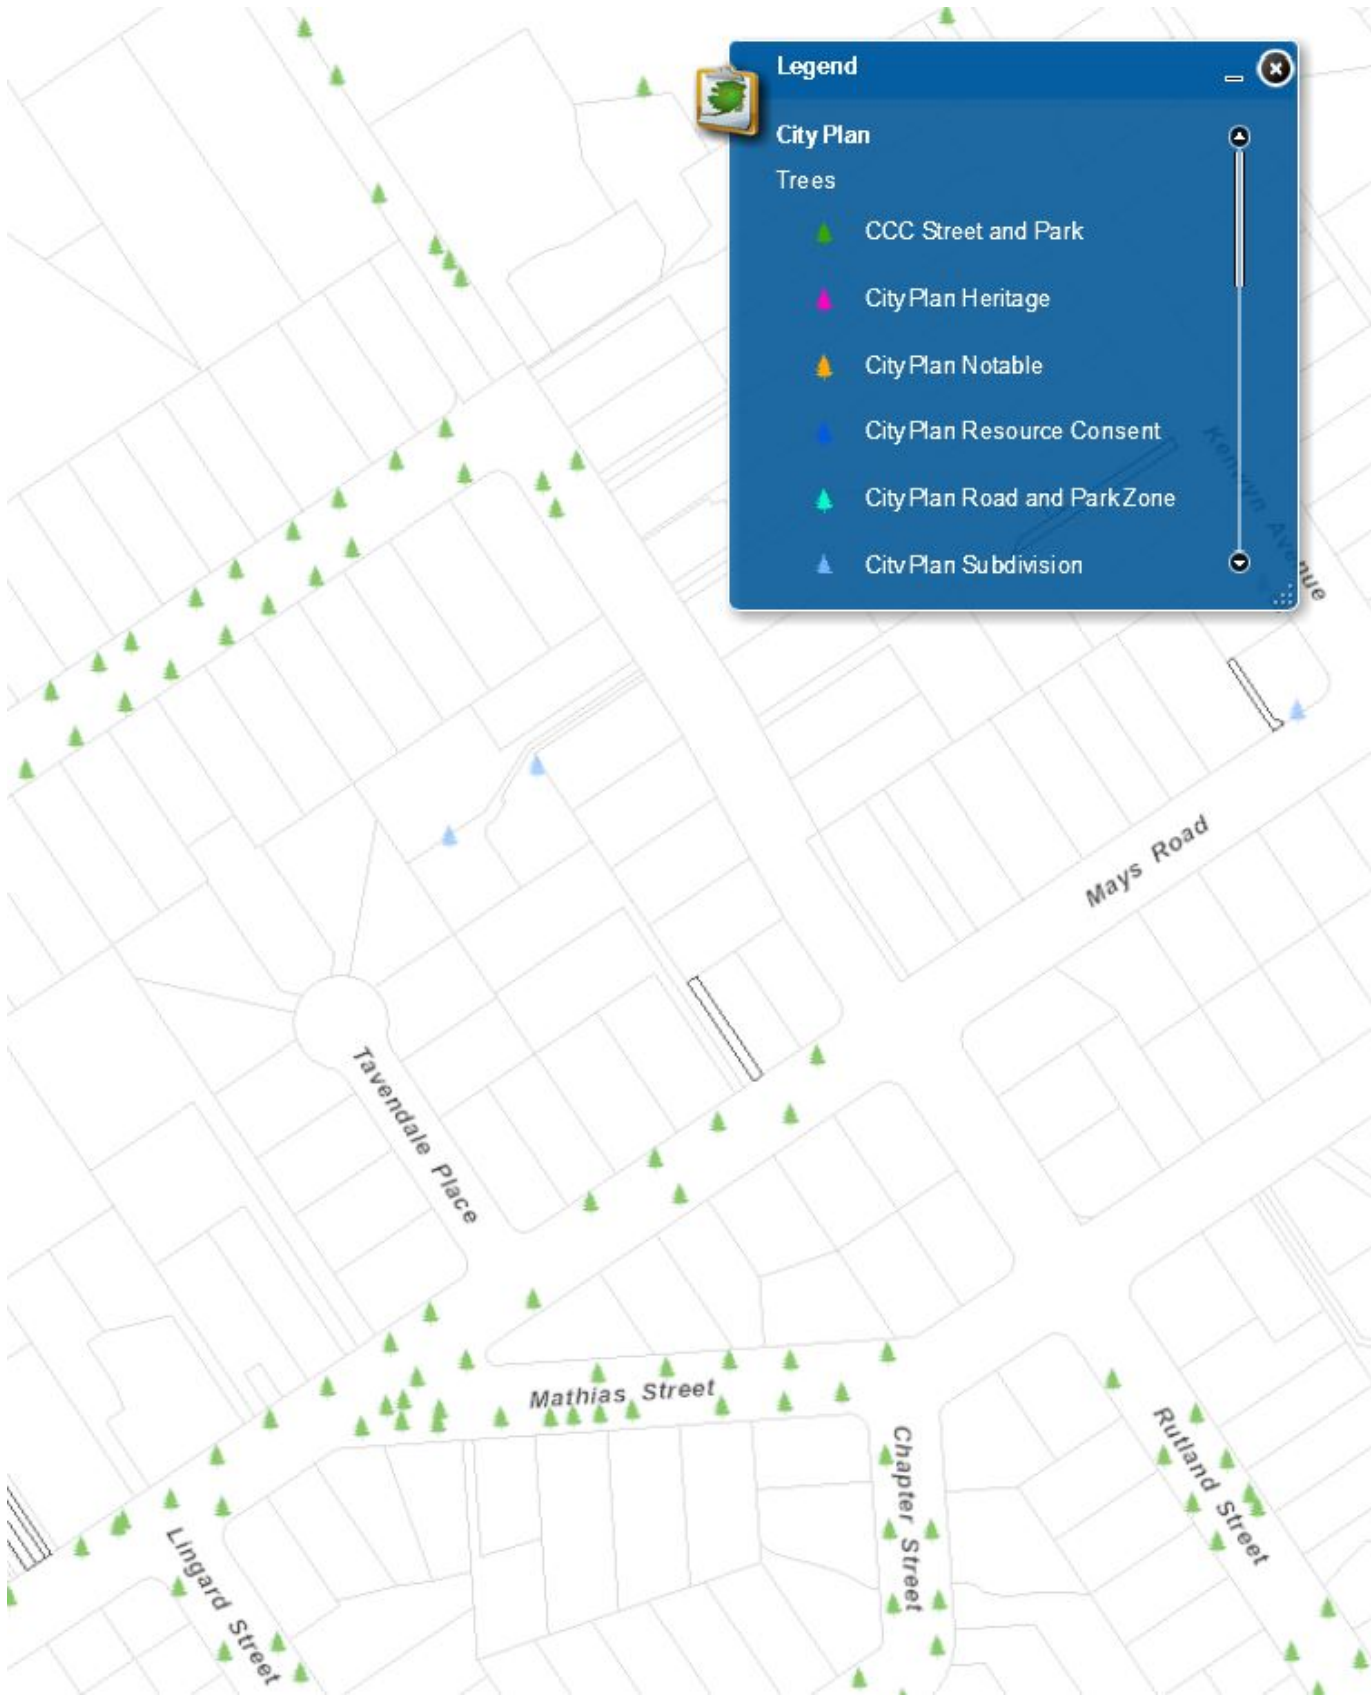 Legend
City Plan
Trees
CCC Street and Park
City Plan Heritage
City Plan Notable
City Plan Resource Consent
City Plan Road and Park Zone
City Plan Subdivision
Kenwyn Avenue
Mays Road
Tavendale Place
Mathias Street
Chapter Street
Rutland Street
Lingard Street